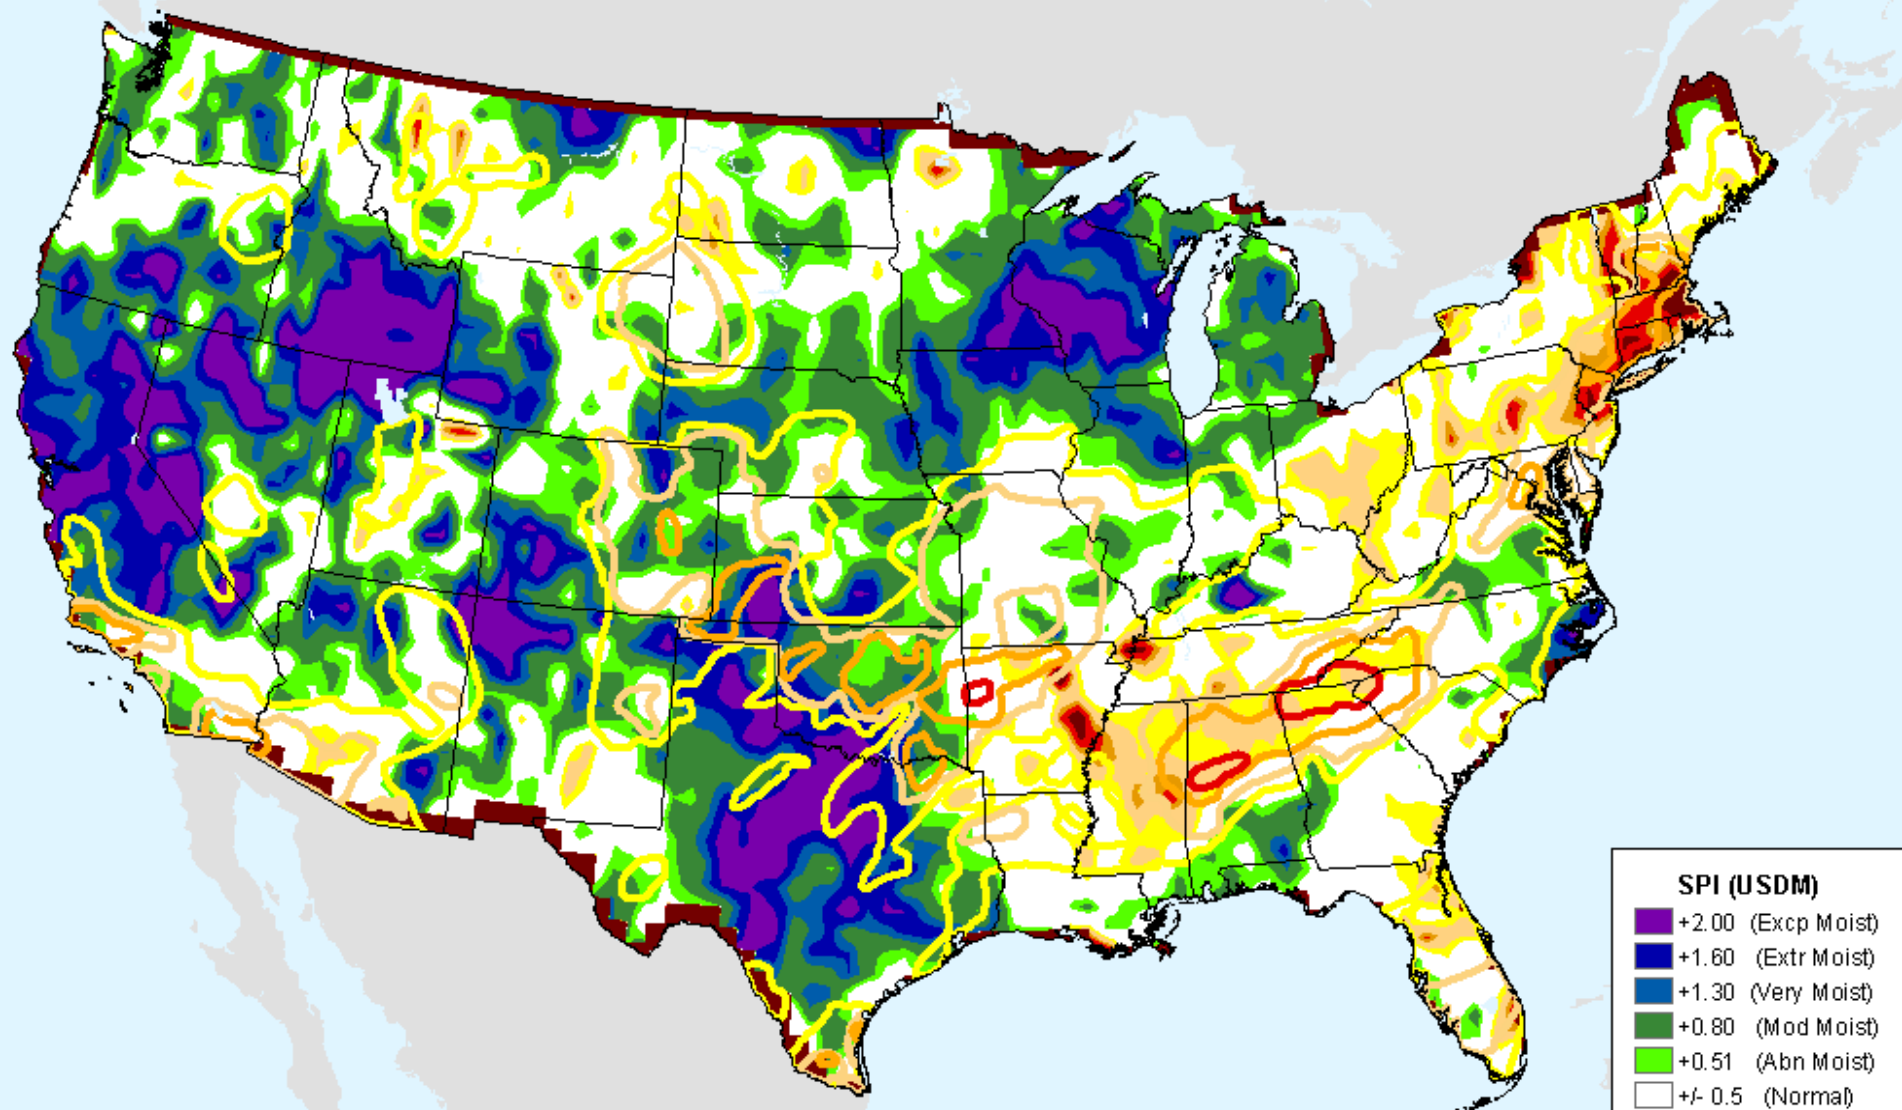 SPI (USDM)
+2.00 (Excp Moist)
+1.60 (Extr Moist)
+1.30 (Very Moist)
+0.80 (Mod Moist)
+0.51 (Abn Moist)
+/- 0.5 (Normal)